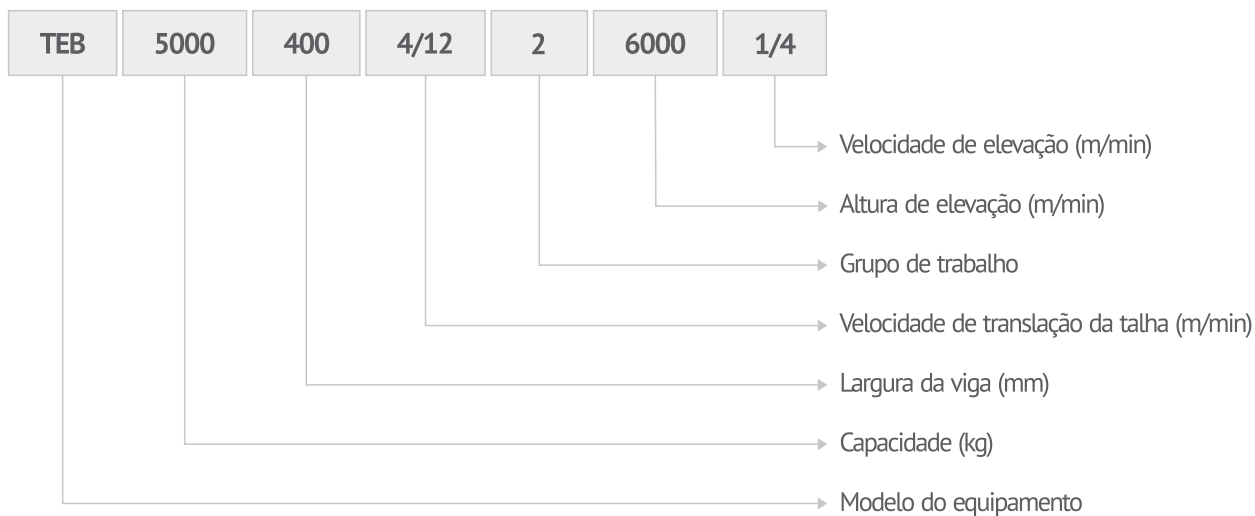 TEB 5000 400 4/12 2 6000 1/4
Velocidade de elevação (m/min)
Altura de elevação (m/min)
Grupo de trabalho
Velocidade de translação da talha (m/min)
Largura da viga (mm)
Capacidade (kg)
Modelo do equipamento